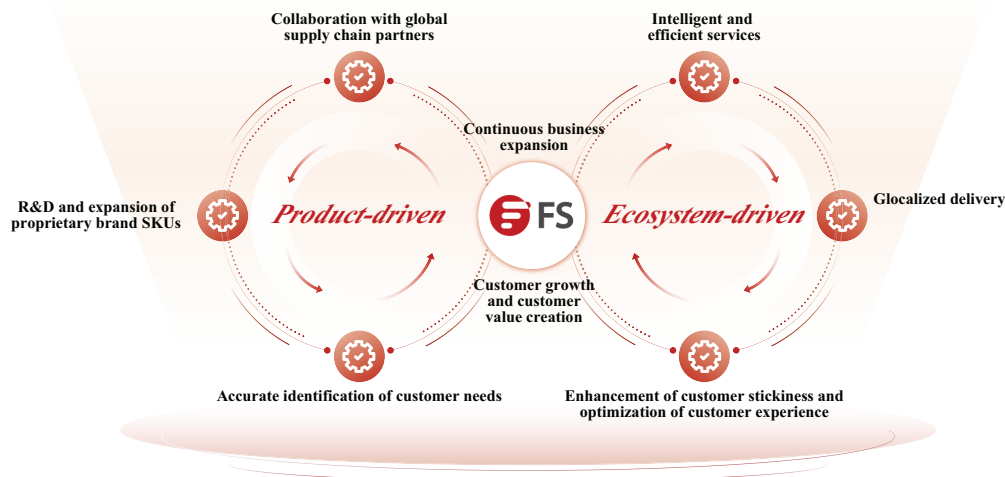 Collaboration with global
supply chain partners
Intelligent and
efficient services
Continuous business
expansion
R&D and expansion of
proprietary brand SKUs
Product-driven
FS
Ecosystem-driven
Glocalized delivery
Customer growth
and customer
value creation
Accurate identification of customer needs
Enhancement of customer stickiness and
optimization of customer experience